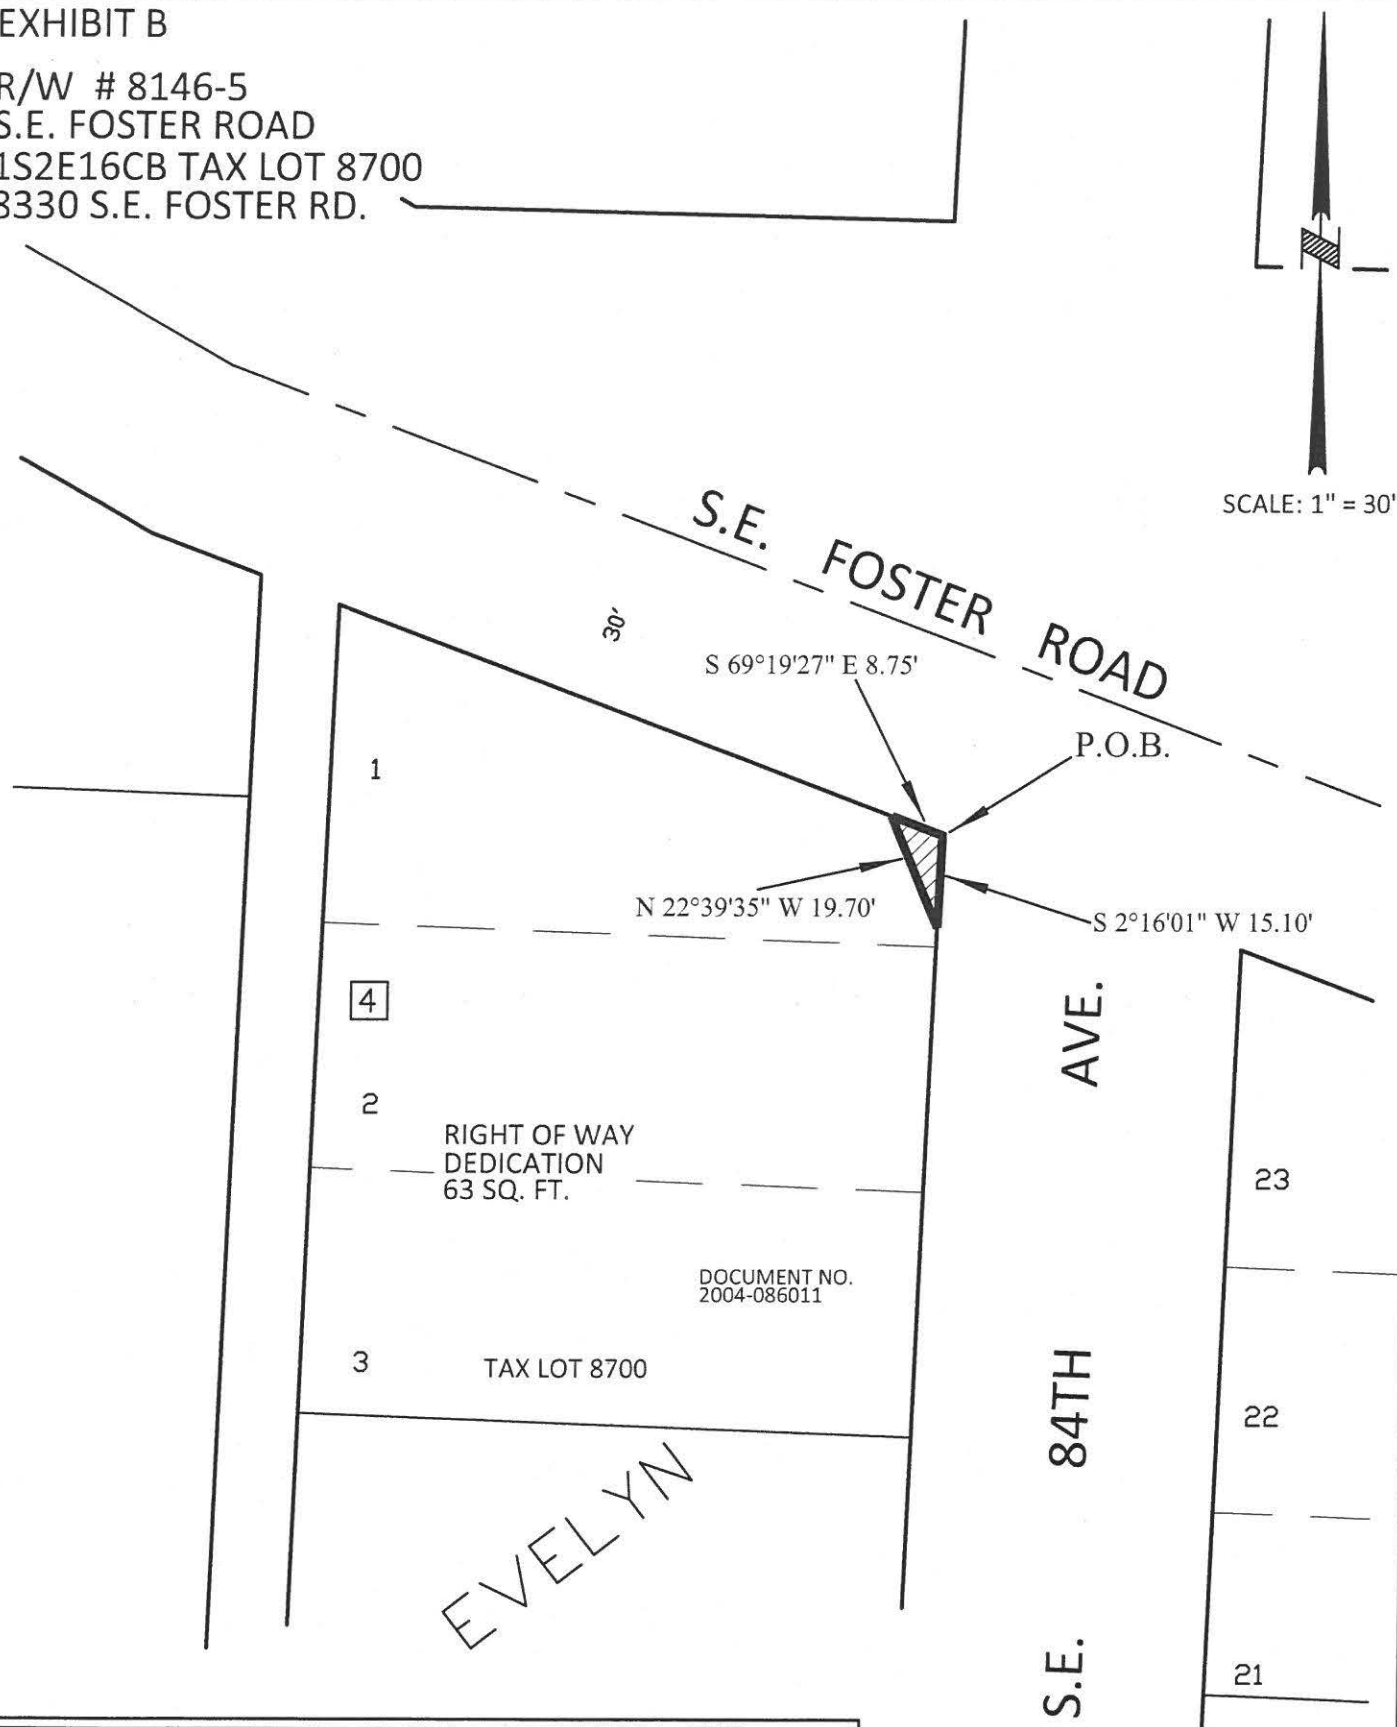 EXHIBIT B
R/W # 8146-5
S.E. FOSTER ROAD
1S2E16CB TAX LOT 8700
8330 S.E. FOSTER RD.
SCALE: 1" = 30'
S.E. FOSTER ROAD
30'
S 69°19'27" E 8.75'
P.O.B.
1
N 22°39'35" W 19.70'
S 2°16'01" W 15.10'
4
2
RIGHT OF WAY
DEDICATION
63 SQ. FT.
DOCUMENT NO.
2004-086011
3
TAX LOT 8700
EVELYN
S.E. 84TH AVE.
23
22
21